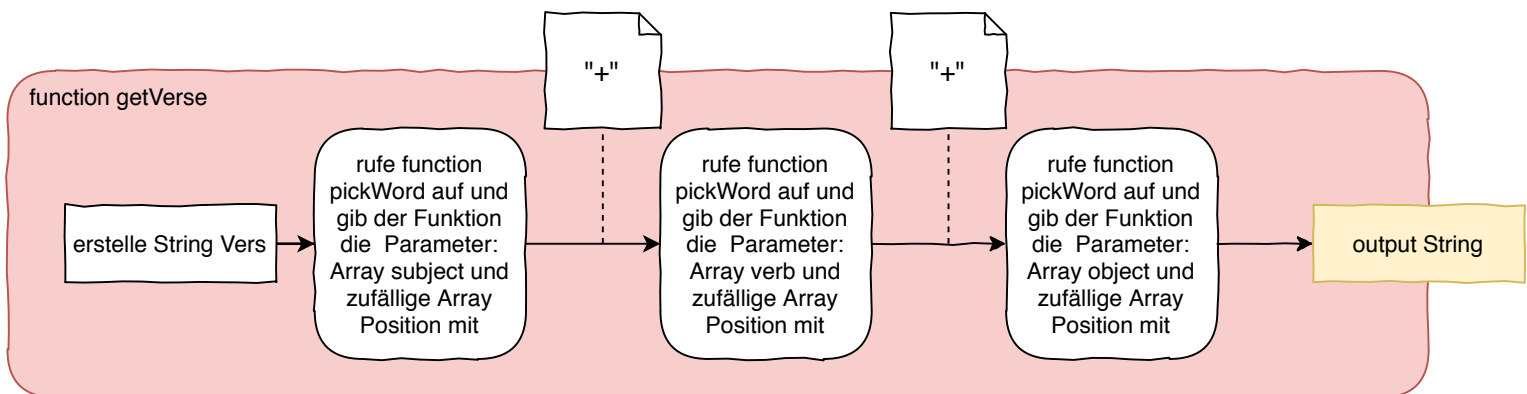 "+"
"+"
function getVerse
erstelle String Vers
rufe function
pickWord auf und
gib der Funktion
die Parameter:
Array subject und
zufällige Array
Position mit
rufe function
pickWord auf und
gib der Funktion
die Parameter:
Array verb und
zufällige Array
Position mit
rufe function
pickWord auf und
gib der Funktion
die Parameter:
Array object und
zufällige Array
Position mit
output String